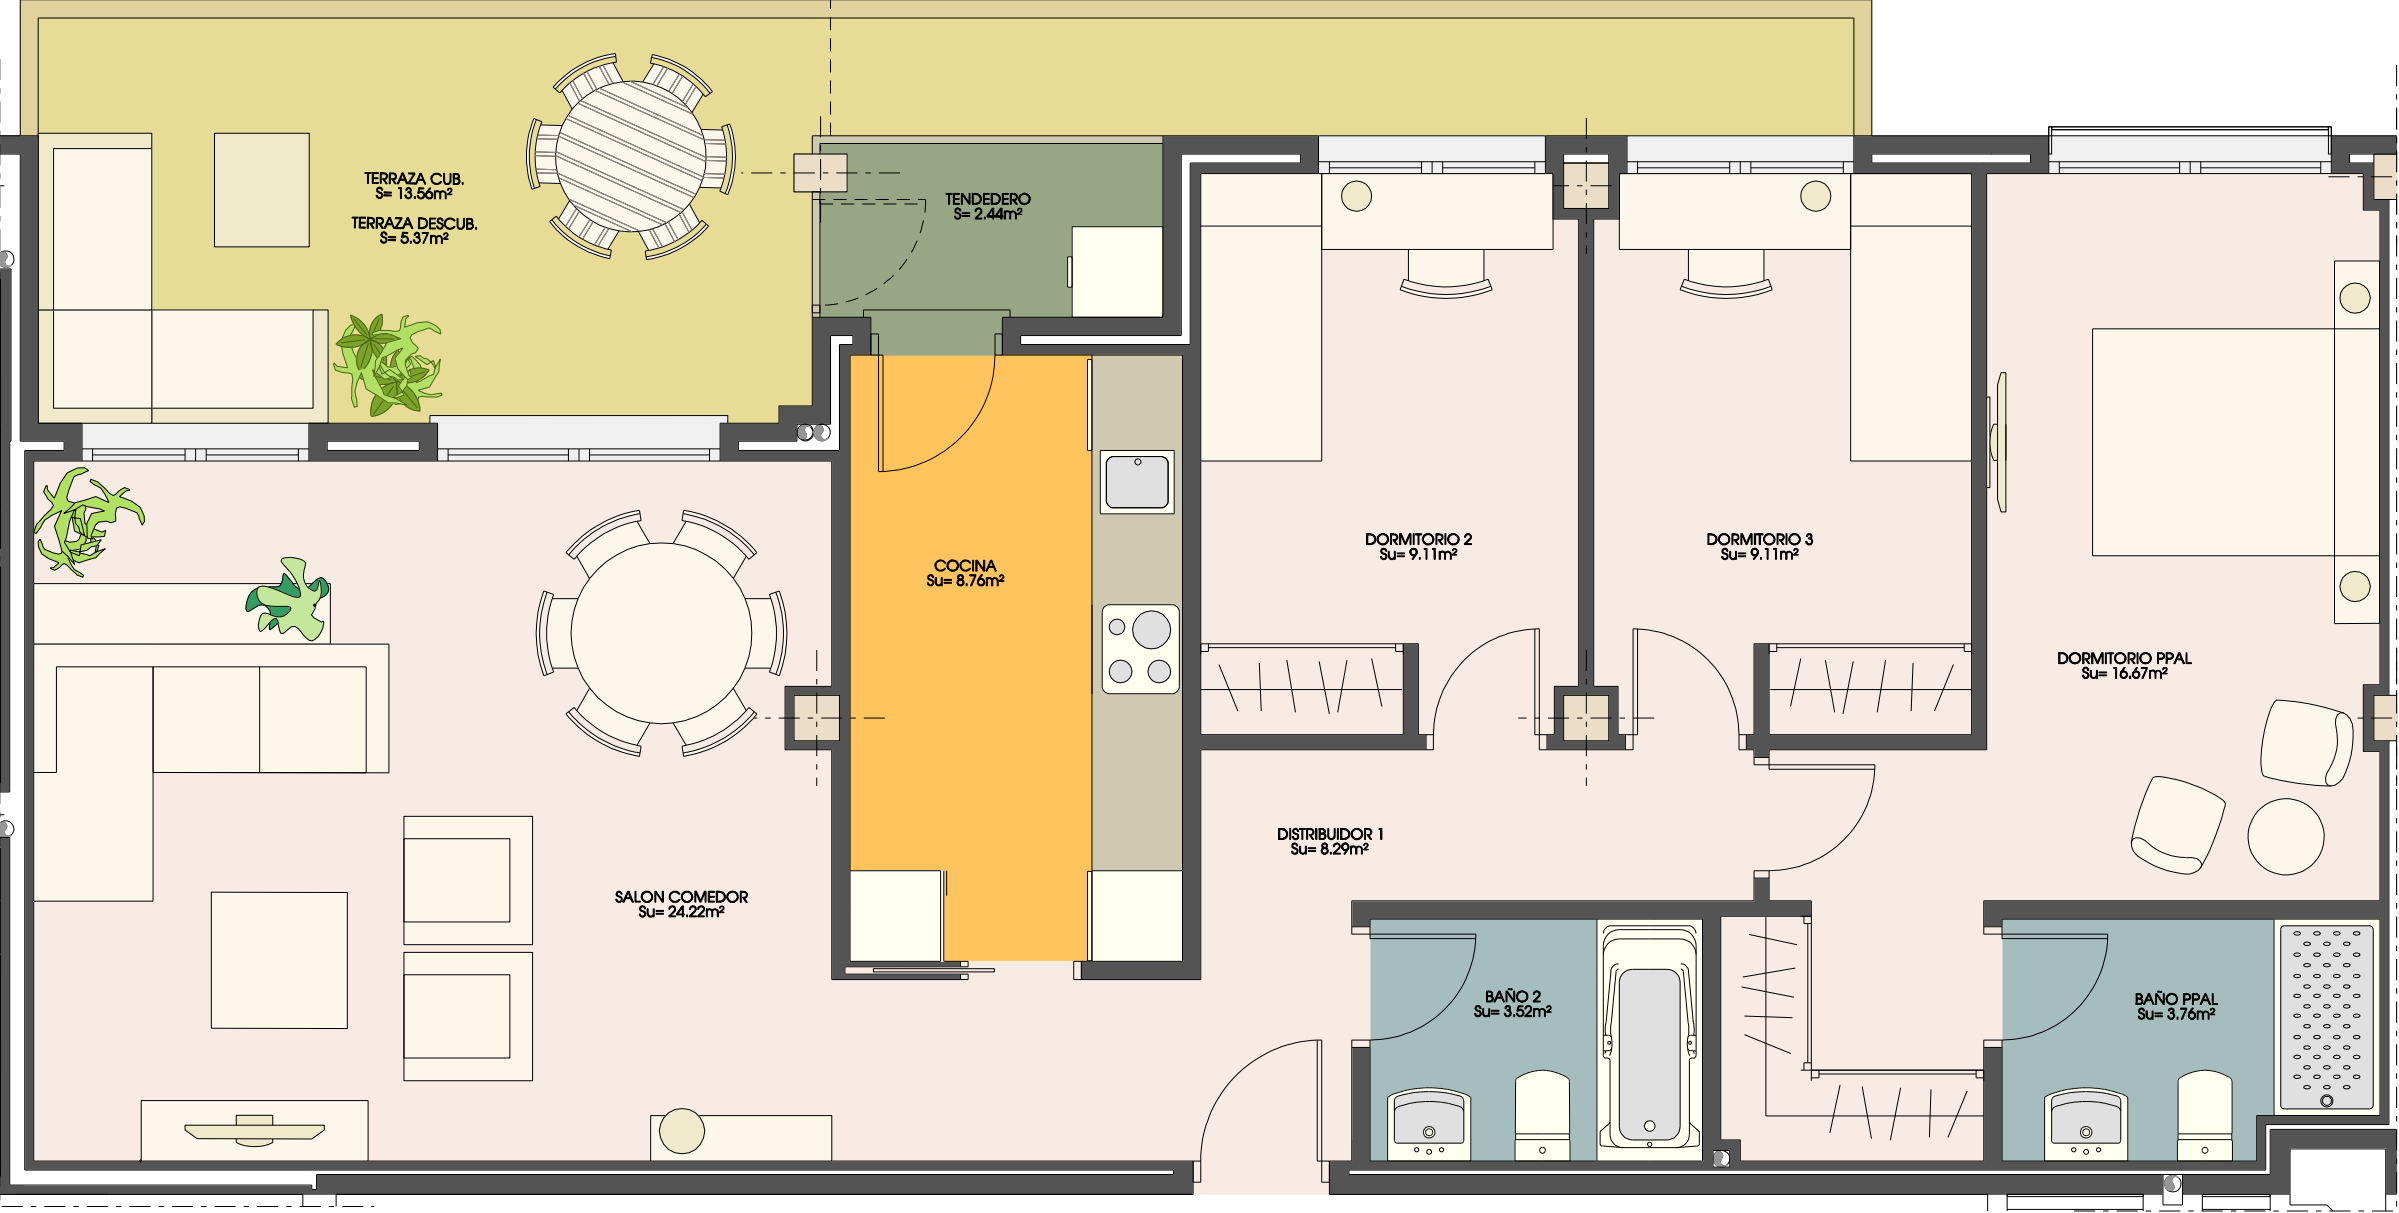 TERRAZA CUB.
S= 13.56m²
TERRAZA DESCUB.
S= 5.37m²
TENDEDERO
S= 2.44m²
COCINA
Su= 8.76m²
DORMITORIO 2
Su= 9.11m²
DORMITORIO 3
Su= 9.11m²
DORMITORIO PPAL
Su= 16.67m²
DISTRIBUIDOR 1
Su= 8.29m²
SALON COMEDOR
Su= 24.22m²
BAÑO 2
Su= 3.52m²
BAÑO PPAL
Su= 3.76m²